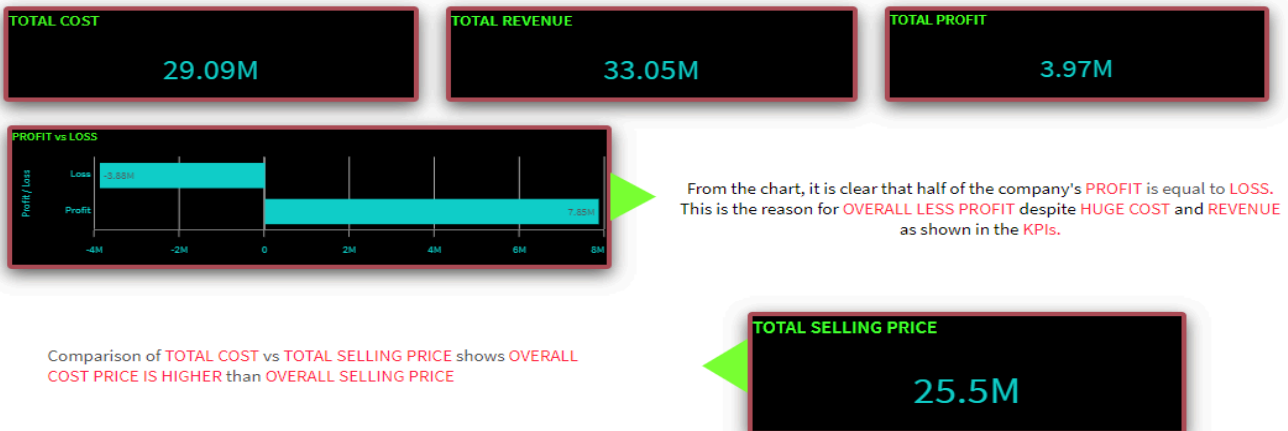 TOTAL COST
29.09M
TOTAL REVENUE
33.05M
TOTAL PROFIT
3.97M
PROFIT vs LOSS
Profit / Loss
Loss
-3.88M
Profit
7.85M
-4M
-2M
0
2M
4M
6M
8M
From the chart, it is clear that half of the company's PROFIT is equal to LOSS.
This is the reason for OVERALL LESS PROFIT despite HUGE COST and REVENUE
as shown in the KPIs.
TOTAL SELLING PRICE
25.5M
Comparison of TOTAL COST vs TOTAL SELLING PRICE shows OVERALL
COST PRICE IS HIGHER than OVERALL SELLING PRICE